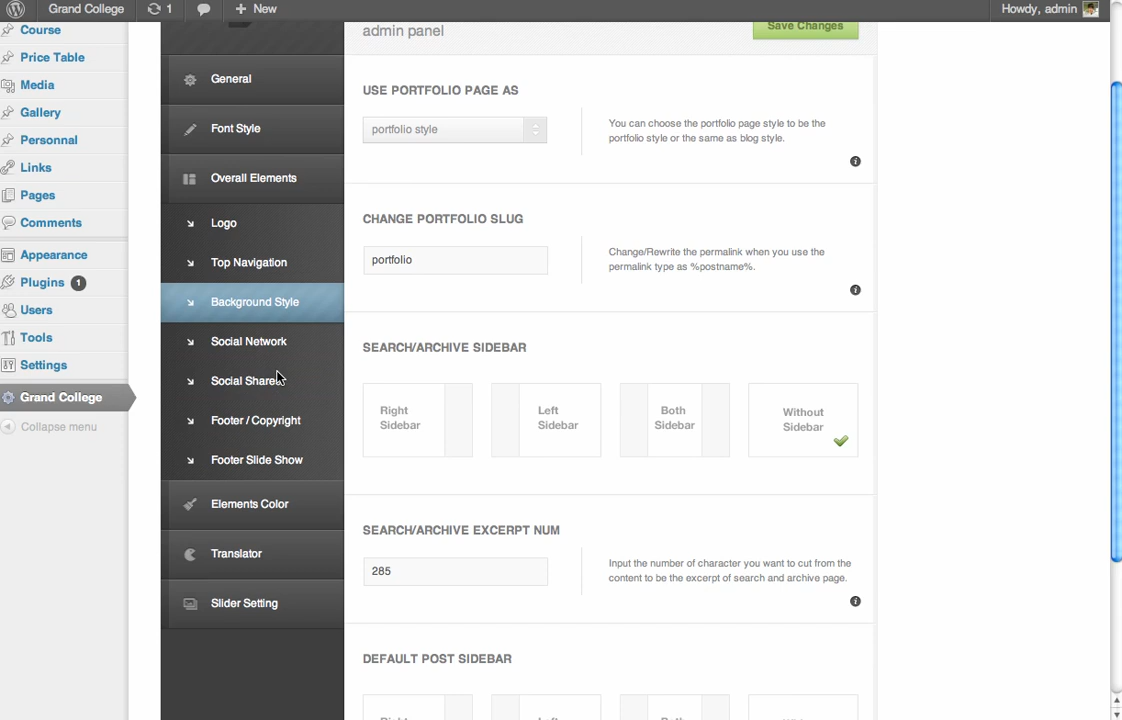 Grand College
1
New
Howdy, admin
Course
Price Table
Media
Gallery
Personnal
Links
Pages
Comments
Appearance
Plugins 1
Users
Tools
Settings
Grand College
Collapse menu
General
Font Style
Overall Elements
Logo
Top Navigation
Background Style
Social Network
Social Shares
Footer / Copyright
Footer Slide Show
Elements Color
Translator
Slider Setting
admin panel
Save Changes
USE PORTFOLIO PAGE AS
portfolio style
You can choose the portfolio page style to be the
portfolio style or the same as blog style.
CHANGE PORTFOLIO SLUG
portfolio
Change/Rewrite the permalink when you use the
permalink type as %postname%.
SEARCH/ARCHIVE SIDEBAR
Right
Sidebar
Left
Sidebar
Both
Sidebar
Without
Sidebar
SEARCH/ARCHIVE EXCERPT NUM
285
Input the number of character you want to cut from the
content to be the excerpt of search and archive page.
DEFAULT POST SIDEBAR